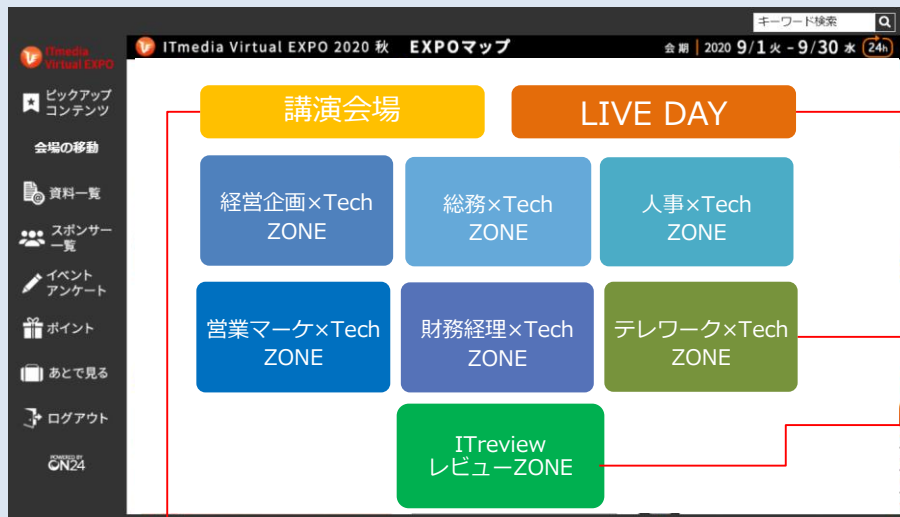 キーワード検索
ITmedia
Virtual EXPO
ITmedia Virtual EXPO 2020 秋 EXPOマップ
会期 2020 9/1 火 – 9/30 水 24h
ピックアップ
コンテンツ
会場の移動
資料一覧
スポンサー
一覧
イベント
アンケート
ポイント
あとで見る
ログアウト
POWERED BY
ON24
講演会場
LIVE DAY
経営企画×Tech
ZONE
総務×Tech
ZONE
人事×Tech
ZONE
営業マーケ×Tech
ZONE
財務経理×Tech
ZONE
テレワーク×Tech
ZONE
ITreview
レビューZONE